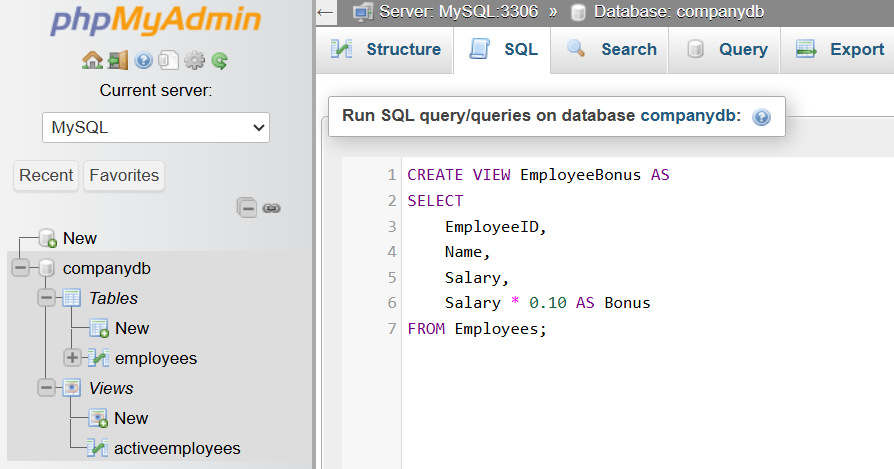 phpMyAdmin
Current server:
MySQL
Recent
Favorites
New
companydb
Tables
New
employees
Views
New
activeemployees
Server: MySQL:3306 » Database: companydb
Structure
SQL
Search
Query
Export
Run SQL query/queries on database companydb:
1 CREATE VIEW EmployeeBonus AS
2 SELECT
3     EmployeeID,
4     Name,
5     Salary,
6     Salary * 0.10 AS Bonus
7 FROM Employees;